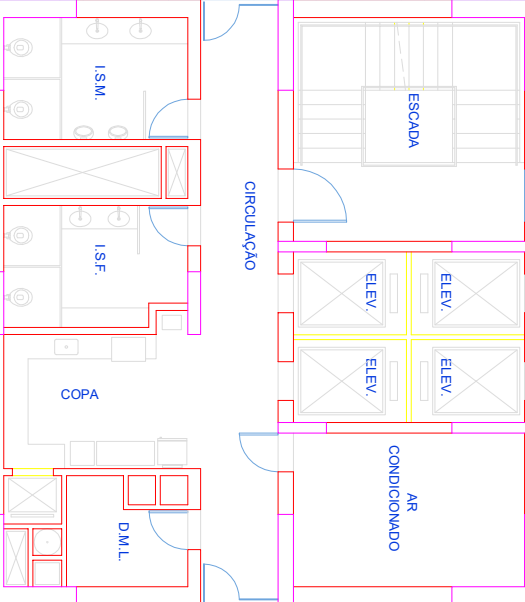 I.S.M.
ESCADA
CIRCULAÇÃO
I.S.F.
ELEV.
ELEV.
ELEV.
ELEV.
COPA
AR
CONDICIONADO
D.M.L.